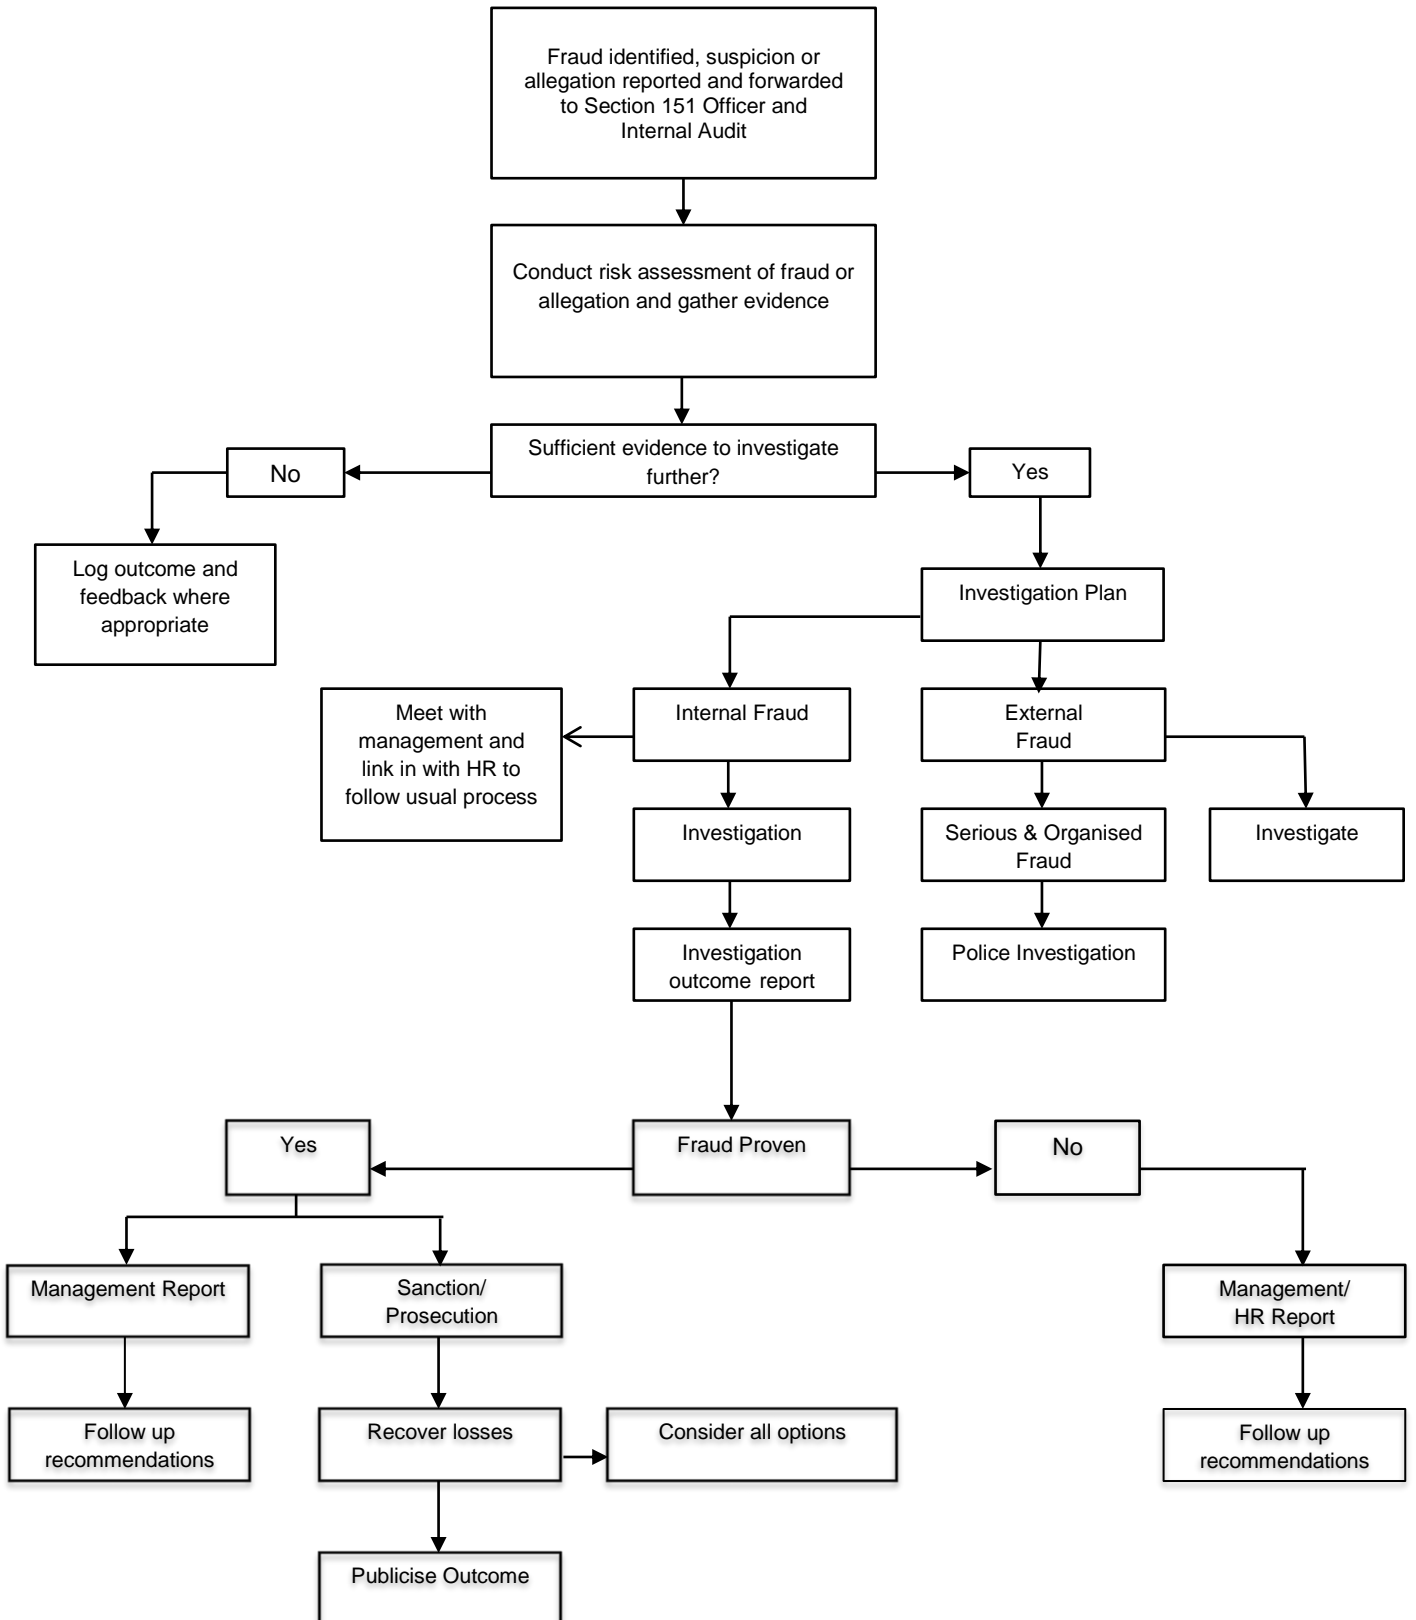 Fraud identified, suspicion or
allegation reported and forwarded
to Section 151 Officer and
Internal Audit
Conduct risk assessment of fraud or
allegation and gather evidence
Sufficient evidence to investigate
further?
No
Yes
Log outcome and
feedback where
appropriate
Investigation Plan
Meet with
management and
link in with HR to
follow usual process
Internal Fraud
External
Fraud
Investigation
Serious & Organised
Fraud
Investigate
Investigation
outcome report
Police Investigation
Yes
Fraud Proven
No
Management Report
Sanction/
Prosecution
Management/
HR Report
Follow up
recommendations
Recover losses
Consider all options
Follow up
recommendations
Publicise Outcome